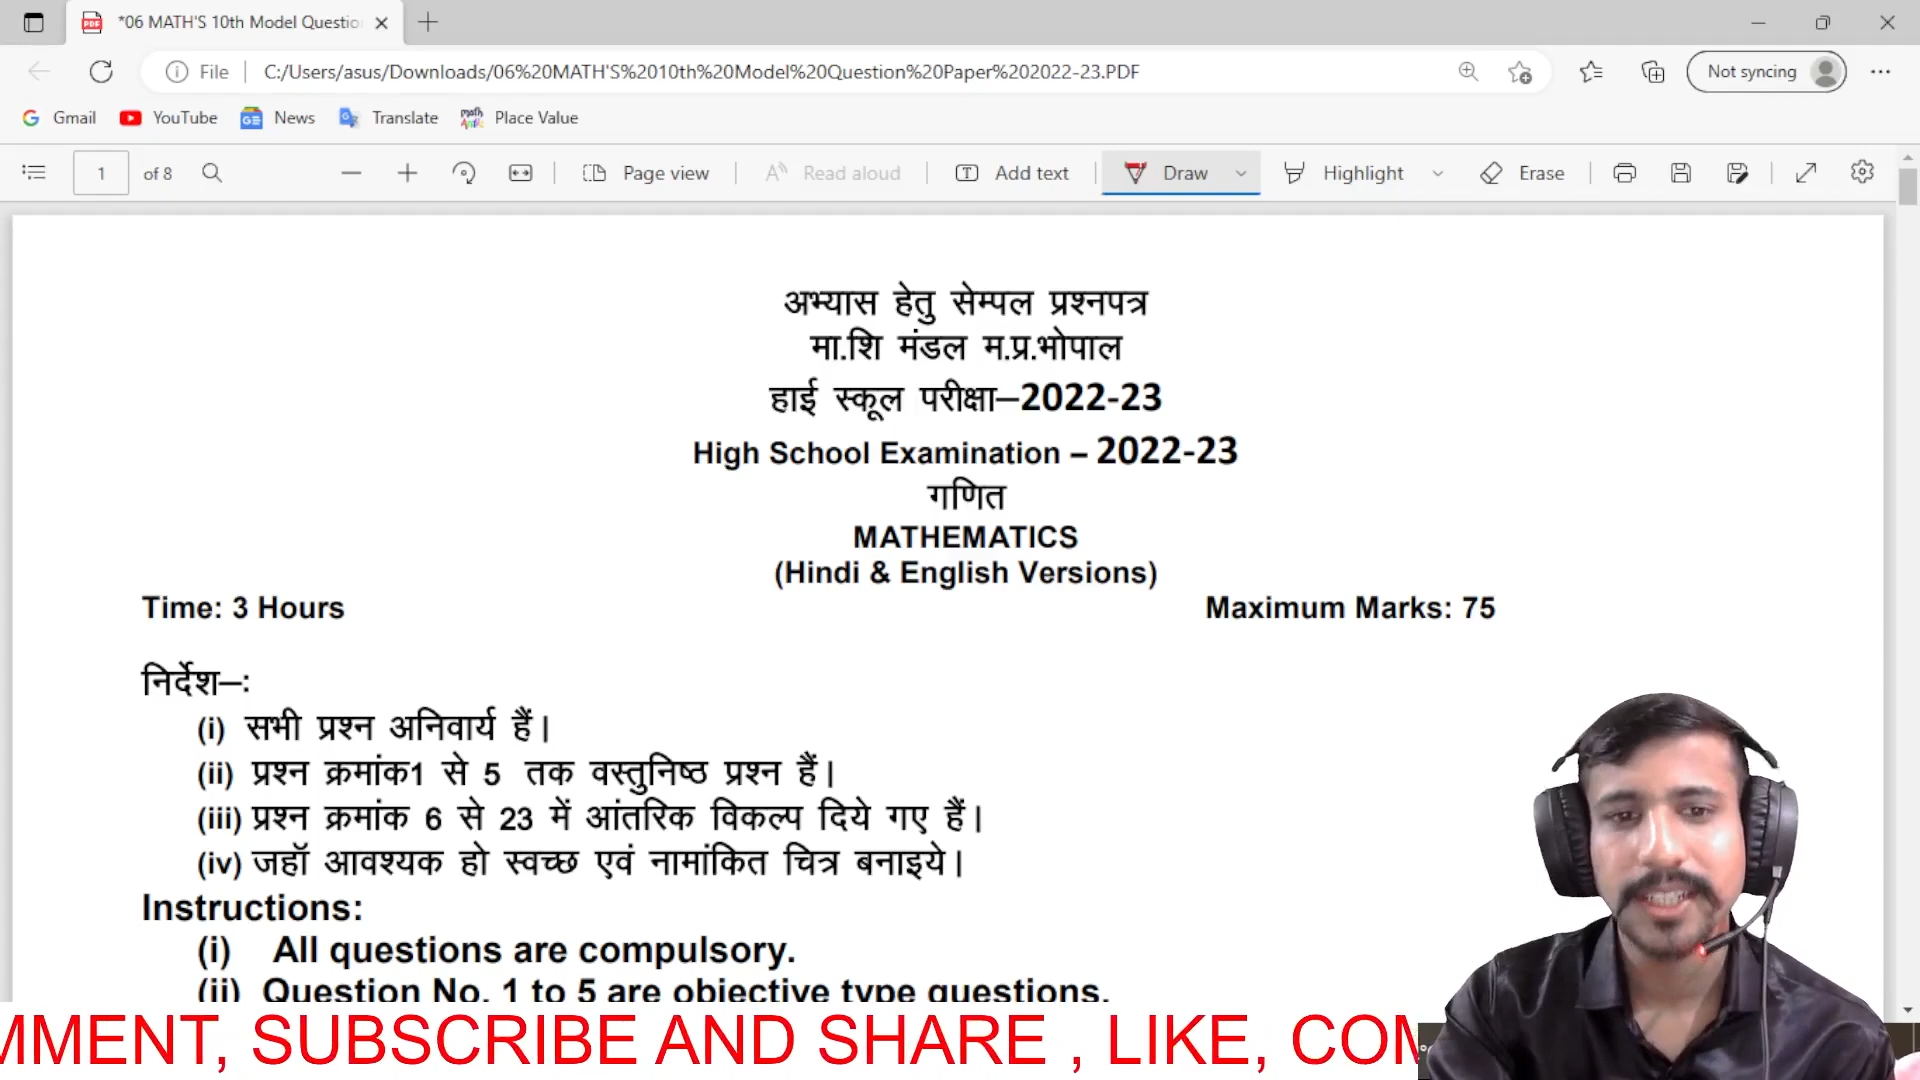 *06 MATH'S 10th Model Questio
File
C:/Users/asus/Downloads/06%20MATH'S%2010th%20Model%20Question%20Paper%202022-23.PDF
Not syncing
Gmail YouTube News Translate Place Value
1 of 8 Page view Read aloud Add text Draw Highlight Erase
अभ्यास हेतु सेम्पल प्रश्नपत्र
मा.शि मंडल म.प्र.भोपाल
हाई स्कूल परीक्षा–2022-23
High School Examination – 2022-23
गणित
MATHEMATICS
(Hindi & English Versions)
Time: 3 Hours Maximum Marks: 75
निर्देश–:
(i) सभी प्रश्न अनिवार्य हैं।
(ii) प्रश्न क्रमांक1 से 5 तक वस्तुनिष्ठ प्रश्न हैं।
(iii) प्रश्न क्रमांक 6 से 23 में आंतरिक विकल्प दिये गए हैं।
(iv) जहॉ आवश्यक हो स्वच्छ एवं नामांकित चित्र बनाइये।
Instructions:
(i) All questions are compulsory.
(ii) Question No. 1 to 5 are objective type questions.
MMENT, SUBSCRIBE AND SHARE , LIKE, COM